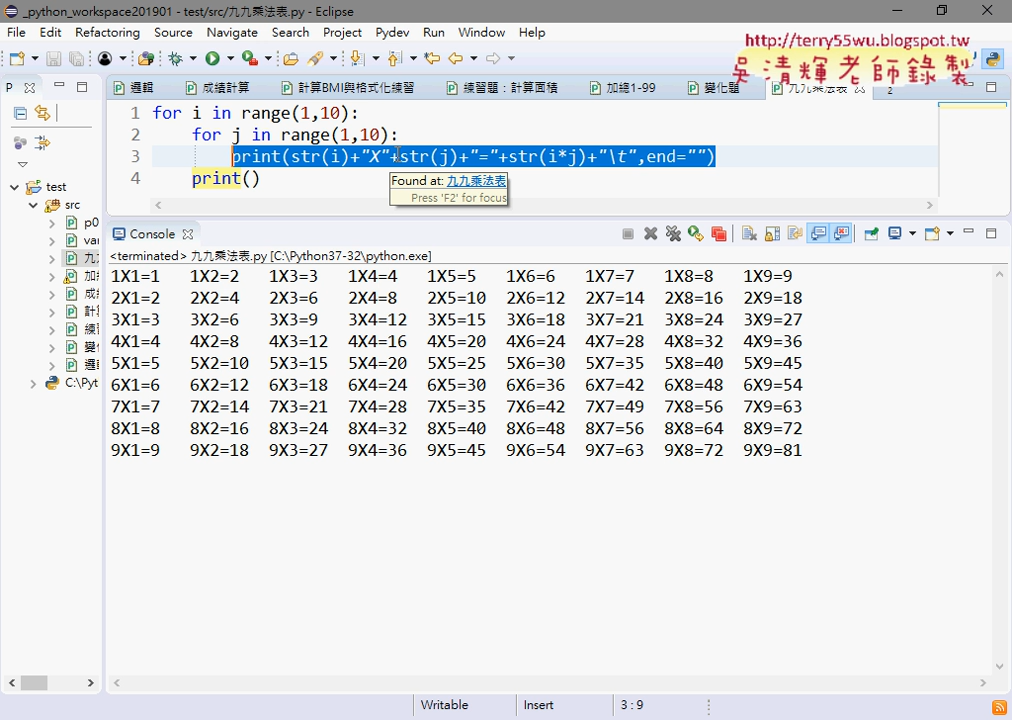 _python_workspace201901 - test/src/九九乘法表.py - Eclipse
File Edit Refactoring Source Navigate Search Project Pydev Run Window Help
http://terry55wu.blogspot.tw
吳清輝老師錄製
P
邏輯 成績計算 計算BMI與格式化練習 練習題：計算面積 加總1-99 變化題 九九乘法表 2
1 for i in range(1,10):
2 for j in range(1,10):
3 print(str(i)+"X"+str(j)+"="+str(i*j)+"\t",end="")
4 print()
Found at: 九九乘法表
Press 'F2' for focus
test
src
p0
var
九
加
成
計
練
變
邏
C:\Pyt
Console
<terminated> 九九乘法表.py [C:\Python37-32\python.exe]
1X1=1 1X2=2 1X3=3 1X4=4 1X5=5 1X6=6 1X7=7 1X8=8 1X9=9
2X1=2 2X2=4 2X3=6 2X4=8 2X5=10 2X6=12 2X7=14 2X8=16 2X9=18
3X1=3 3X2=6 3X3=9 3X4=12 3X5=15 3X6=18 3X7=21 3X8=24 3X9=27
4X1=4 4X2=8 4X3=12 4X4=16 4X5=20 4X6=24 4X7=28 4X8=32 4X9=36
5X1=5 5X2=10 5X3=15 5X4=20 5X5=25 5X6=30 5X7=35 5X8=40 5X9=45
6X1=6 6X2=12 6X3=18 6X4=24 6X5=30 6X6=36 6X7=42 6X8=48 6X9=54
7X1=7 7X2=14 7X3=21 7X4=28 7X5=35 7X6=42 7X7=49 7X8=56 7X9=63
8X1=8 8X2=16 8X3=24 8X4=32 8X5=40 8X6=48 8X7=56 8X8=64 8X9=72
9X1=9 9X2=18 9X3=27 9X4=36 9X5=45 9X6=54 9X7=63 9X8=72 9X9=81
Writable Insert 3:9